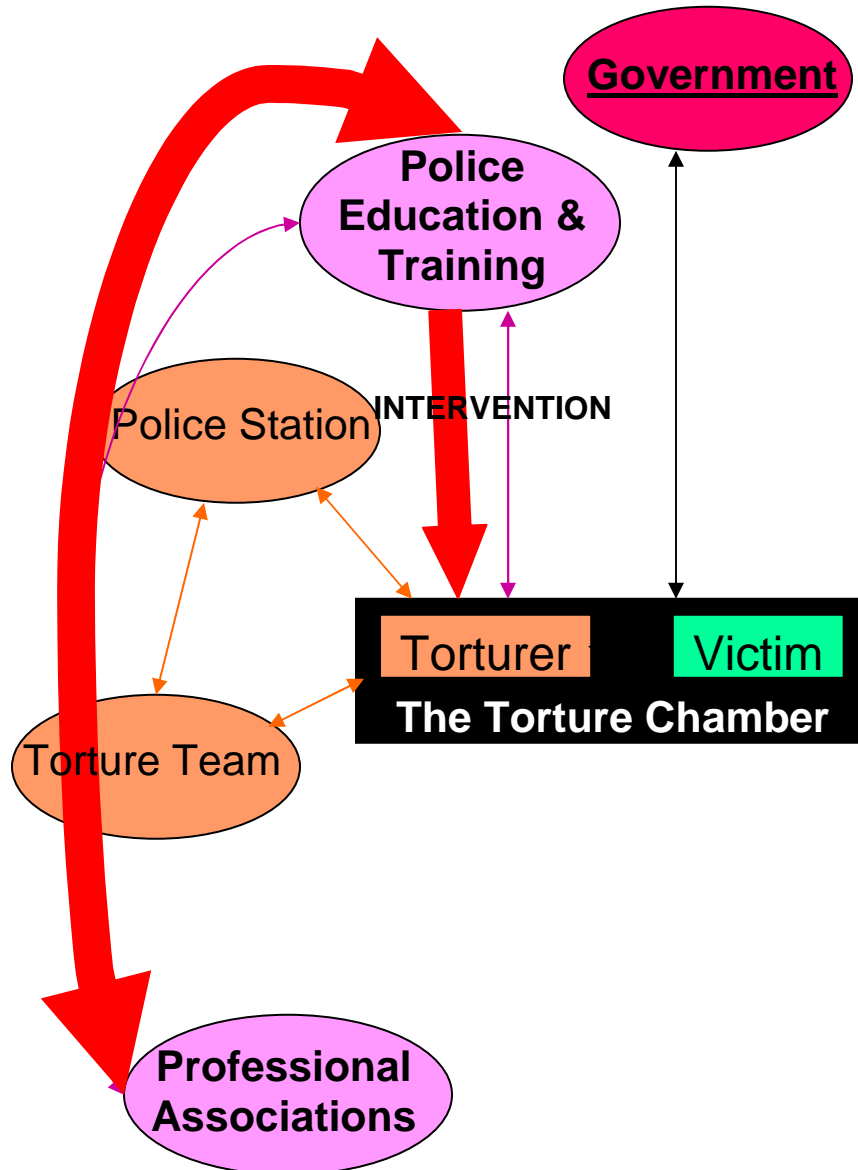 Government
Police
Education &
Training
INTERVENTION
Police Station
Torturer
Victim
The Torture Chamber
Torture Team
Professional
Associations